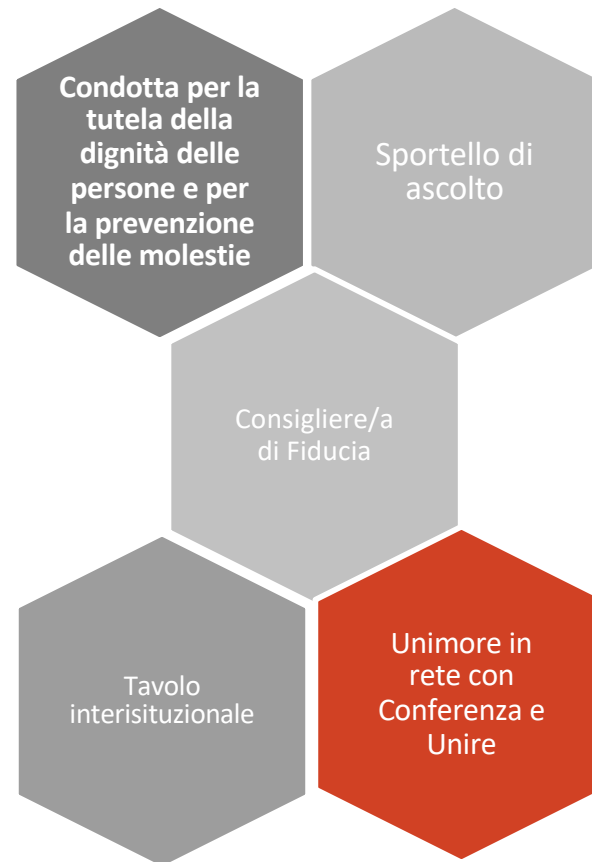 Condotta per la
tutela della
dignità delle
persone e per
la prevenzione
delle molestie
Sportello di
ascolto
Consigliere/a
di Fiducia
Tavolo
interisituzionale
Unimore in
rete con
Conferenza e
Unire